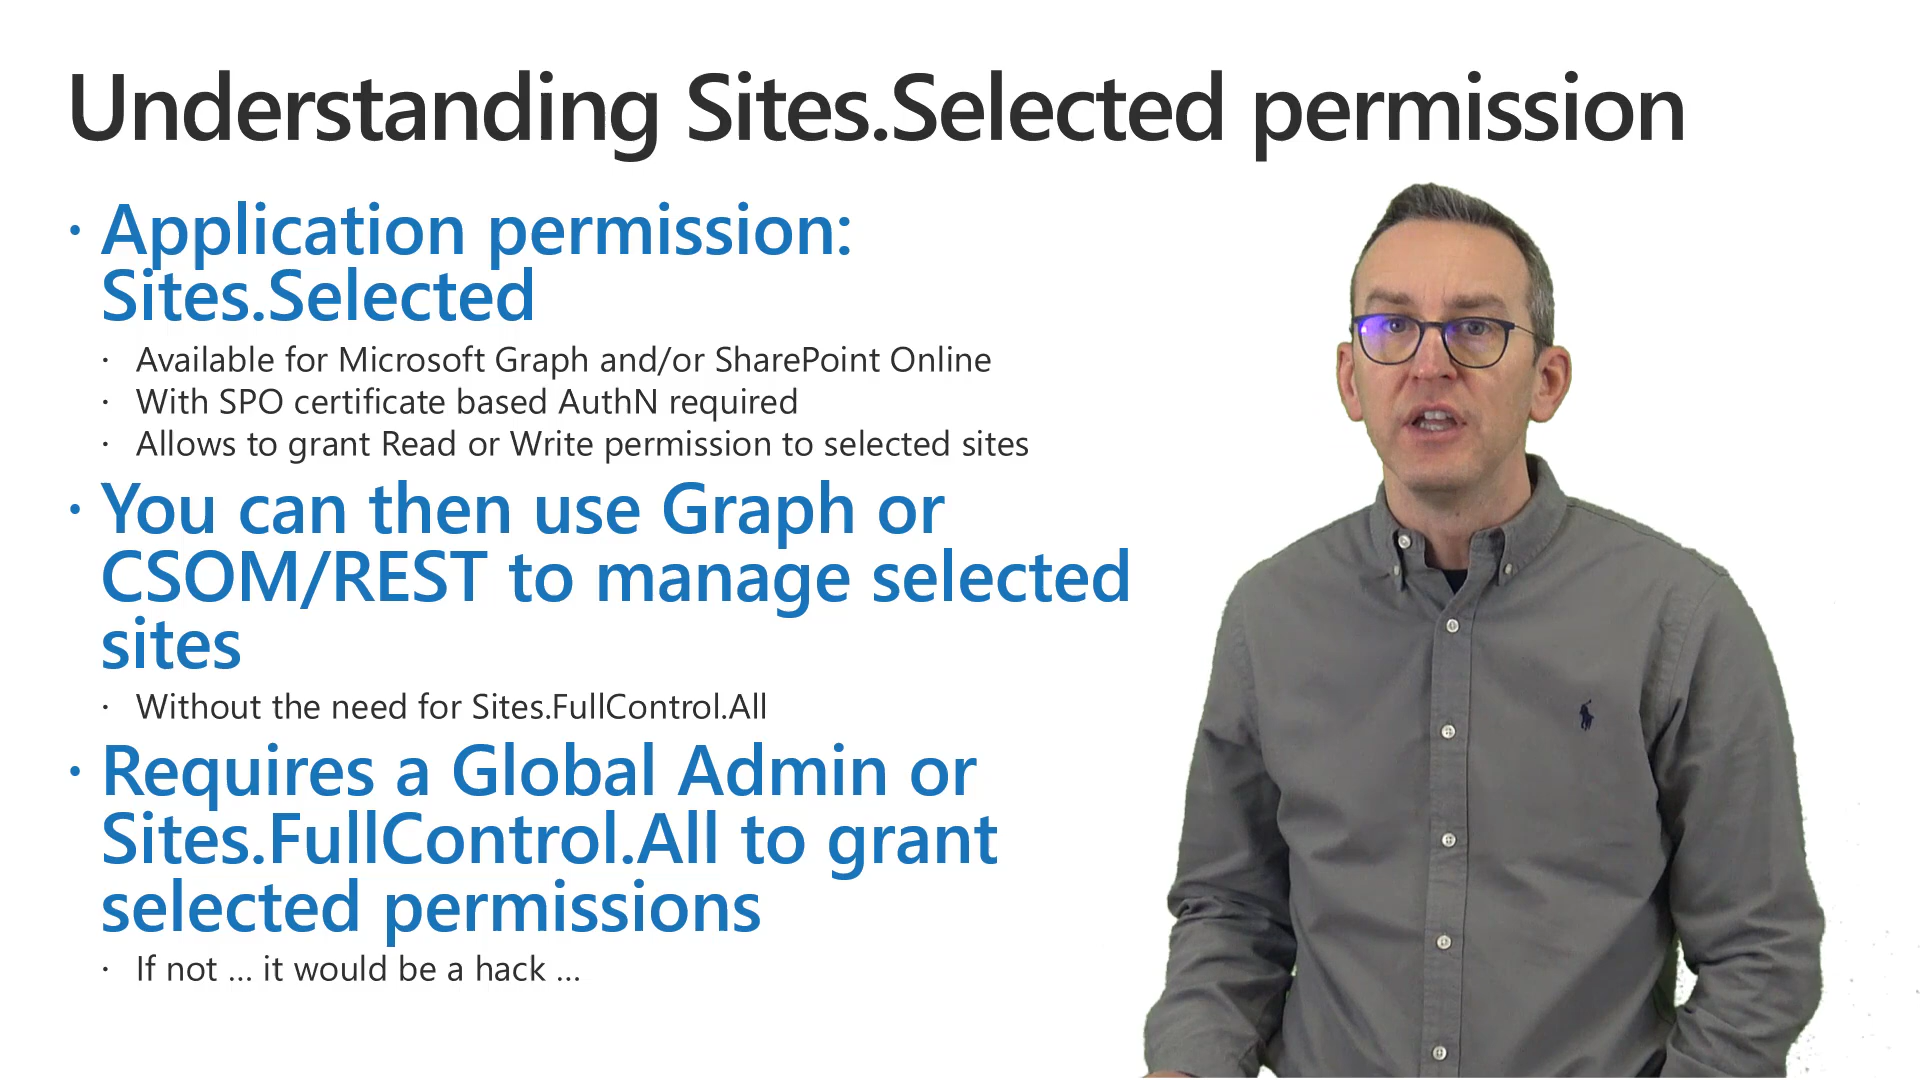 Understanding Sites.Selected permission
· Application permission:
Sites.Selected
· Available for Microsoft Graph and/or SharePoint Online
· With SPO certificate based AuthN required
· Allows to grant Read or Write permission to selected sites
· You can then use Graph or
CSOM/REST to manage selected
sites
· Without the need for Sites.FullControl.All
· Requires a Global Admin or
Sites.FullControl.All to grant
selected permissions
· If not … it would be a hack …